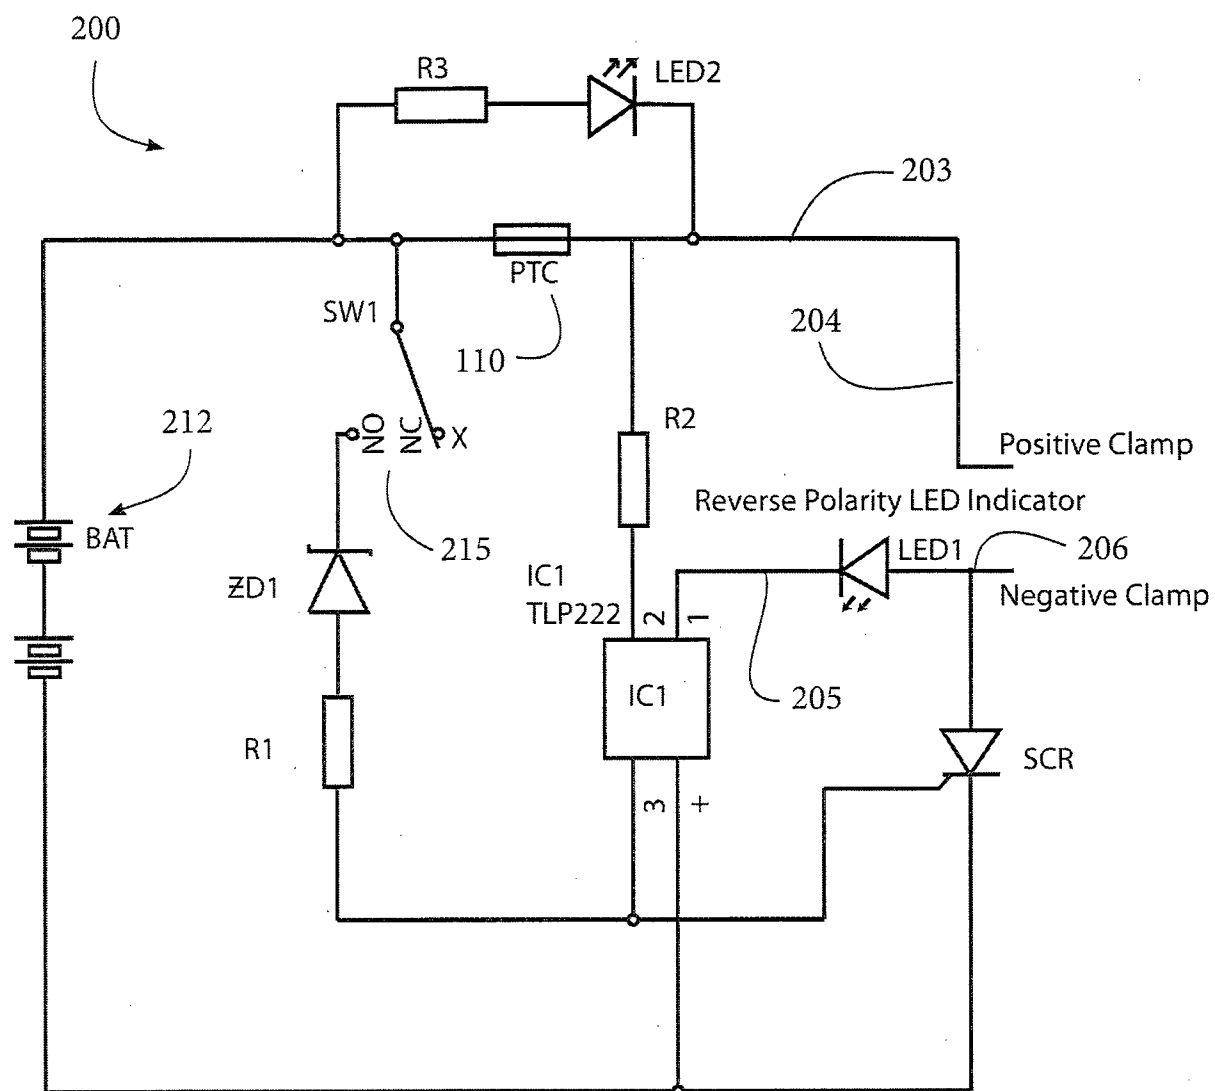 200
R3
LED2
203
PTC
SW1
110
204
212
NO
NC
X
R2
Positive Clamp
Reverse Polarity LED Indicator
BAT
215
LED1
206
ZD1
IC1
TLP222
2
1
Negative Clamp
IC1
205
R1
SCR
3
+